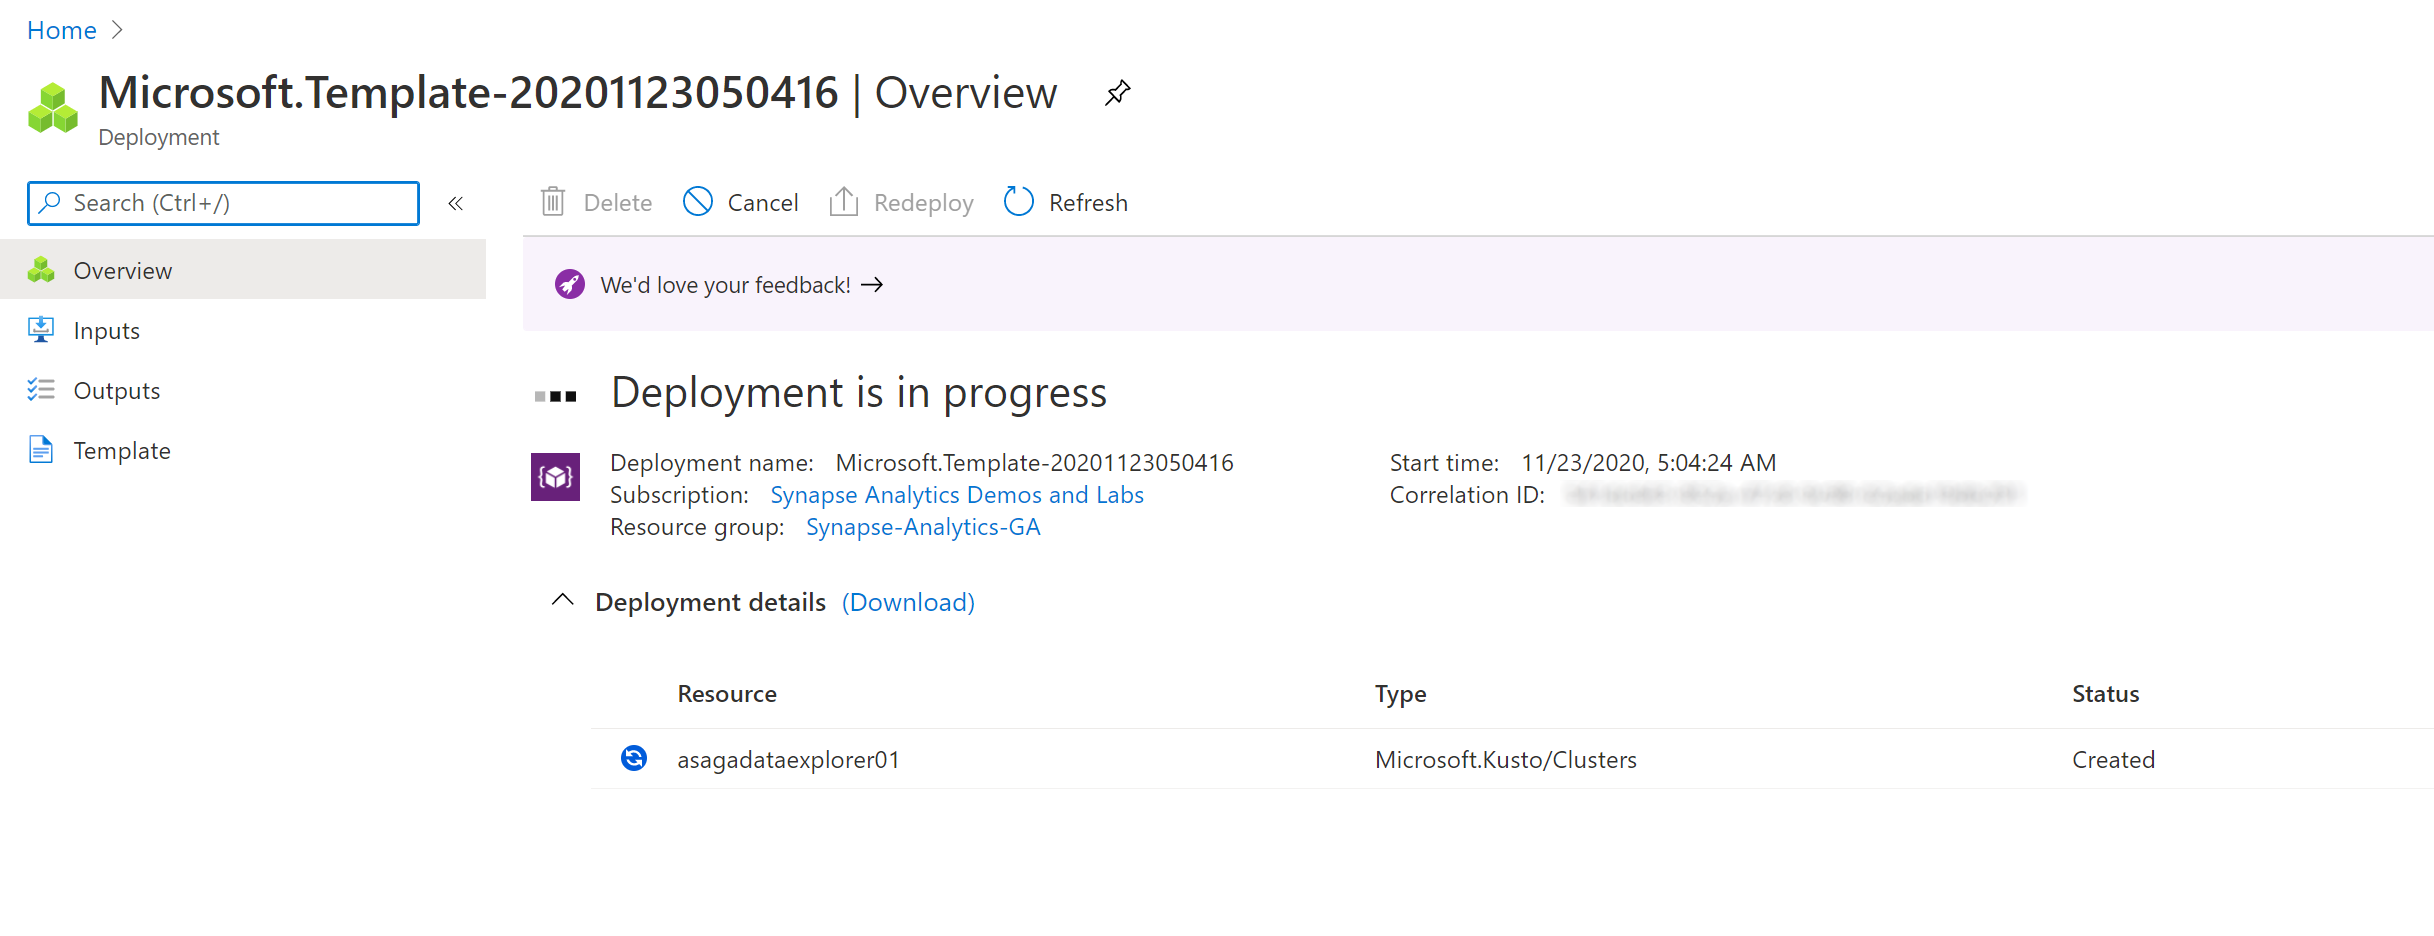 Home
Microsoft.Template-20201123050416 | Overview
Deployment
Search (Ctrl+/)
«
Delete Cancel Redeploy Refresh
Overview
Inputs
Outputs
Template
We'd love your feedback! →
Deployment is in progress
Deployment name: Microsoft.Template-20201123050416
Subscription: Synapse Analytics Demos and Labs
Resource group: Synapse-Analytics-GA
Start time: 11/23/2020, 5:04:24 AM
Correlation ID:
Deployment details (Download)
Resource Type Status
asagadataexplorer01 Microsoft.Kusto/Clusters Created